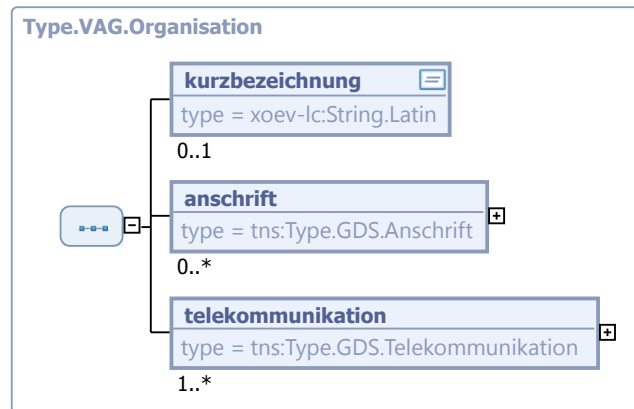 Type.VAG.Organisation
kurzbezeichnung
type = xoev-lc:String.Latin
0..1
anschrift
type = tns:Type.GDS.Anschrift
0..*
telekommunikation
type = tns:Type.GDS.Telekommunikation
1..*